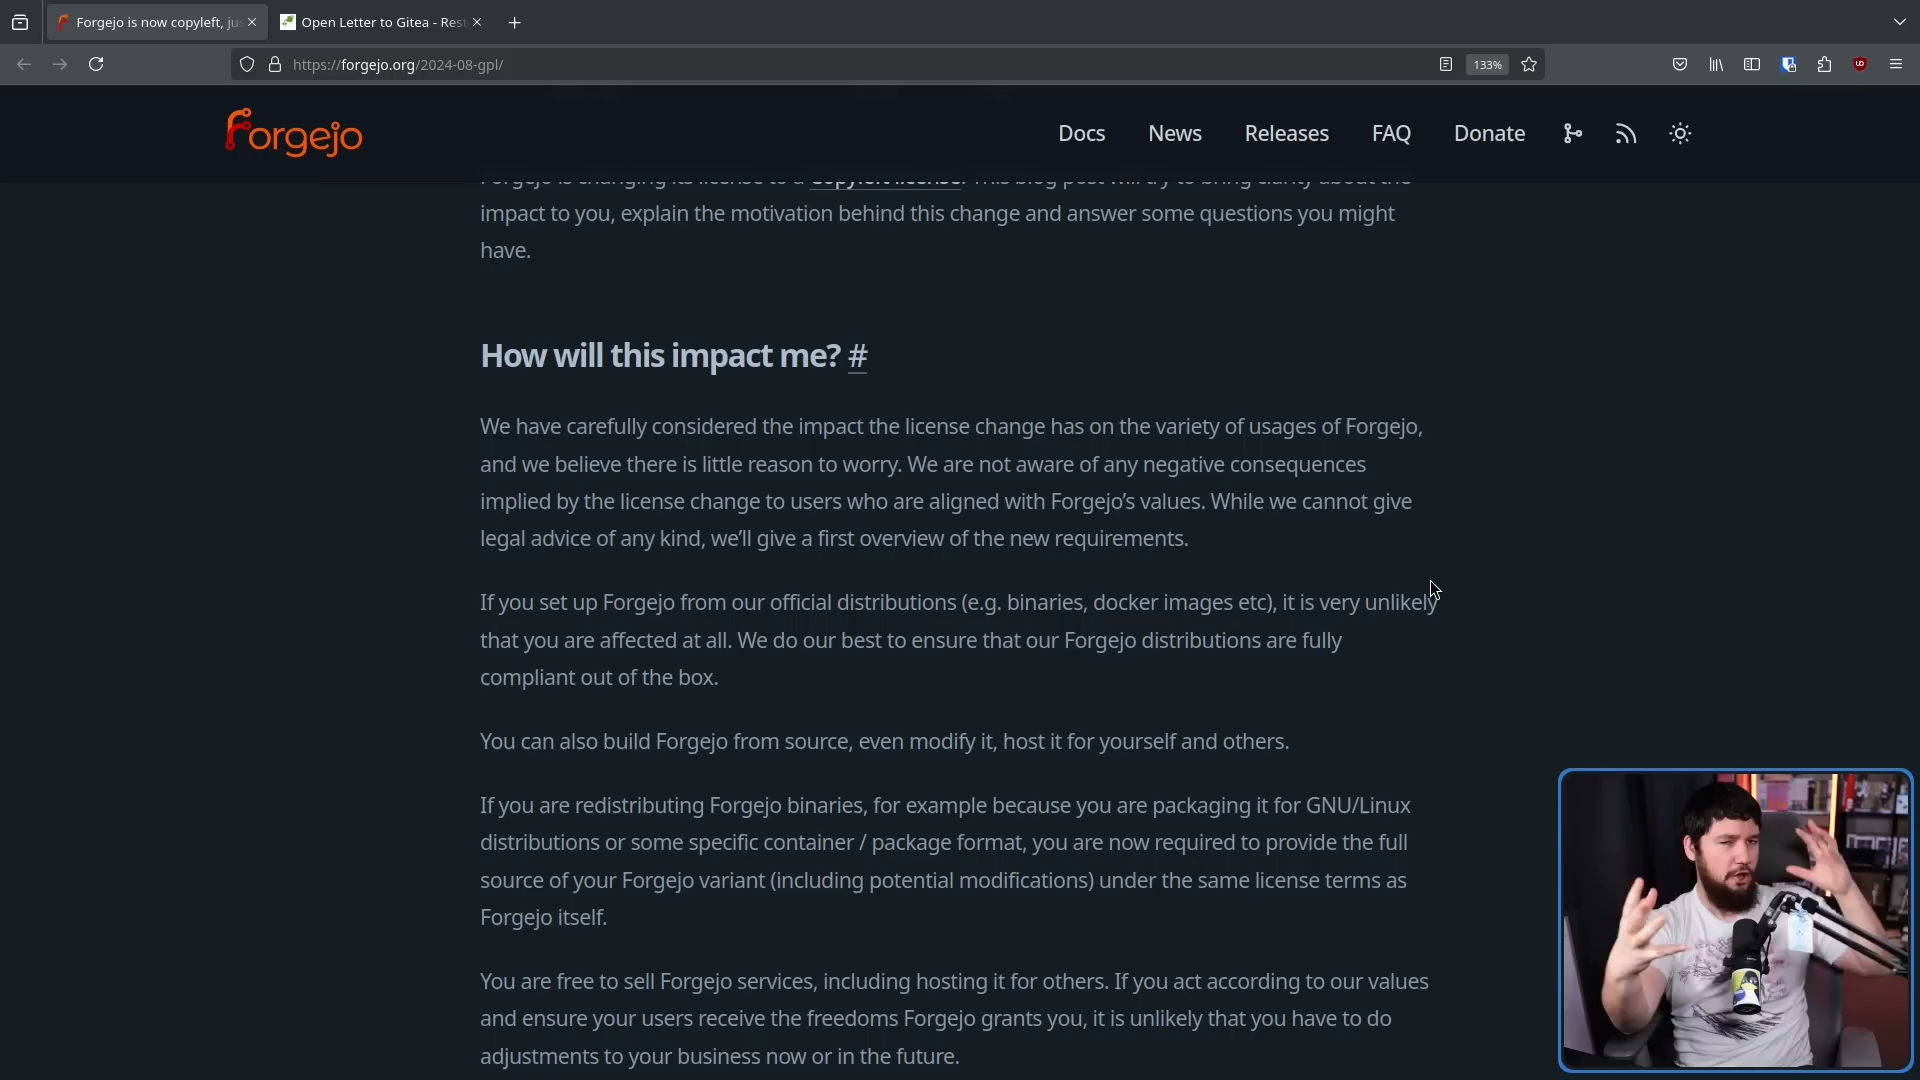 Forgejo is now copyleft, ju
Open Letter to Gitea - Res
https://forgejo.org/2024-08-gpl/
133%
Forgejo
Docs
News
Releases
FAQ
Donate
Forgejo is changing its license to a Copyleft license. This blog post will try to bring clarity about the
impact to you, explain the motivation behind this change and answer some questions you might
have.
How will this impact me? #
We have carefully considered the impact the license change has on the variety of usages of Forgejo,
and we believe there is little reason to worry. We are not aware of any negative consequences
implied by the license change to users who are aligned with Forgejo’s values. While we cannot give
legal advice of any kind, we’ll give a first overview of the new requirements.
If you set up Forgejo from our official distributions (e.g. binaries, docker images etc), it is very unlikely
that you are affected at all. We do our best to ensure that our Forgejo distributions are fully
compliant out of the box.
You can also build Forgejo from source, even modify it, host it for yourself and others.
If you are redistributing Forgejo binaries, for example because you are packaging it for GNU/Linux
distributions or some specific container / package format, you are now required to provide the full
source of your Forgejo variant (including potential modifications) under the same license terms as
Forgejo itself.
You are free to sell Forgejo services, including hosting it for others. If you act according to our values
and ensure your users receive the freedoms Forgejo grants you, it is unlikely that you have to do
adjustments to your business now or in the future.